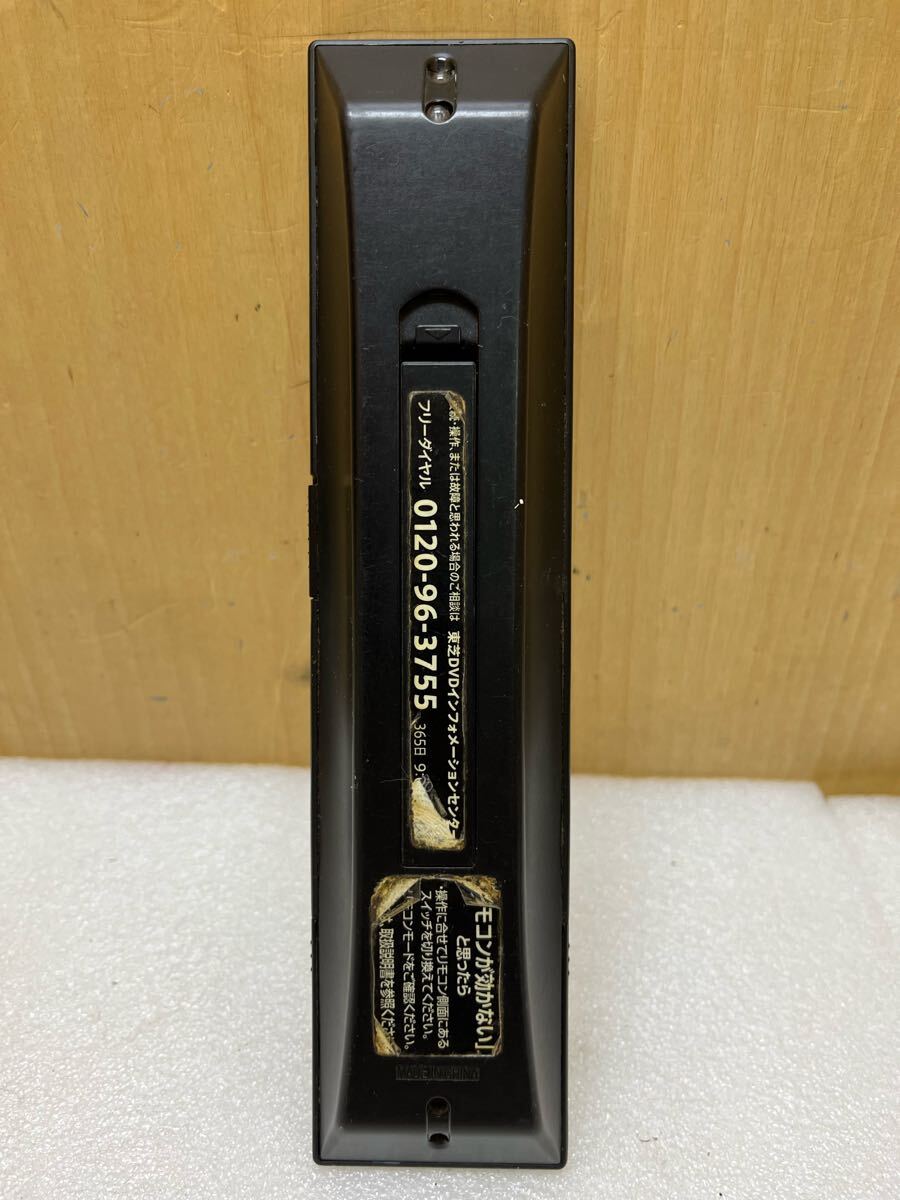 続・操作、または故障と思われる場合のご相談は 東芝DVDインフォメーションセンター
フリーダイヤル 0120-96-3755 365日 9:
モコンが効かない」
と思ったら
・操作に合せてリモコン側面にある
スイッチを切り換えてください。
モコンモードをご確認ください。
取扱説明書を参照くださ
MADE IN CHINA